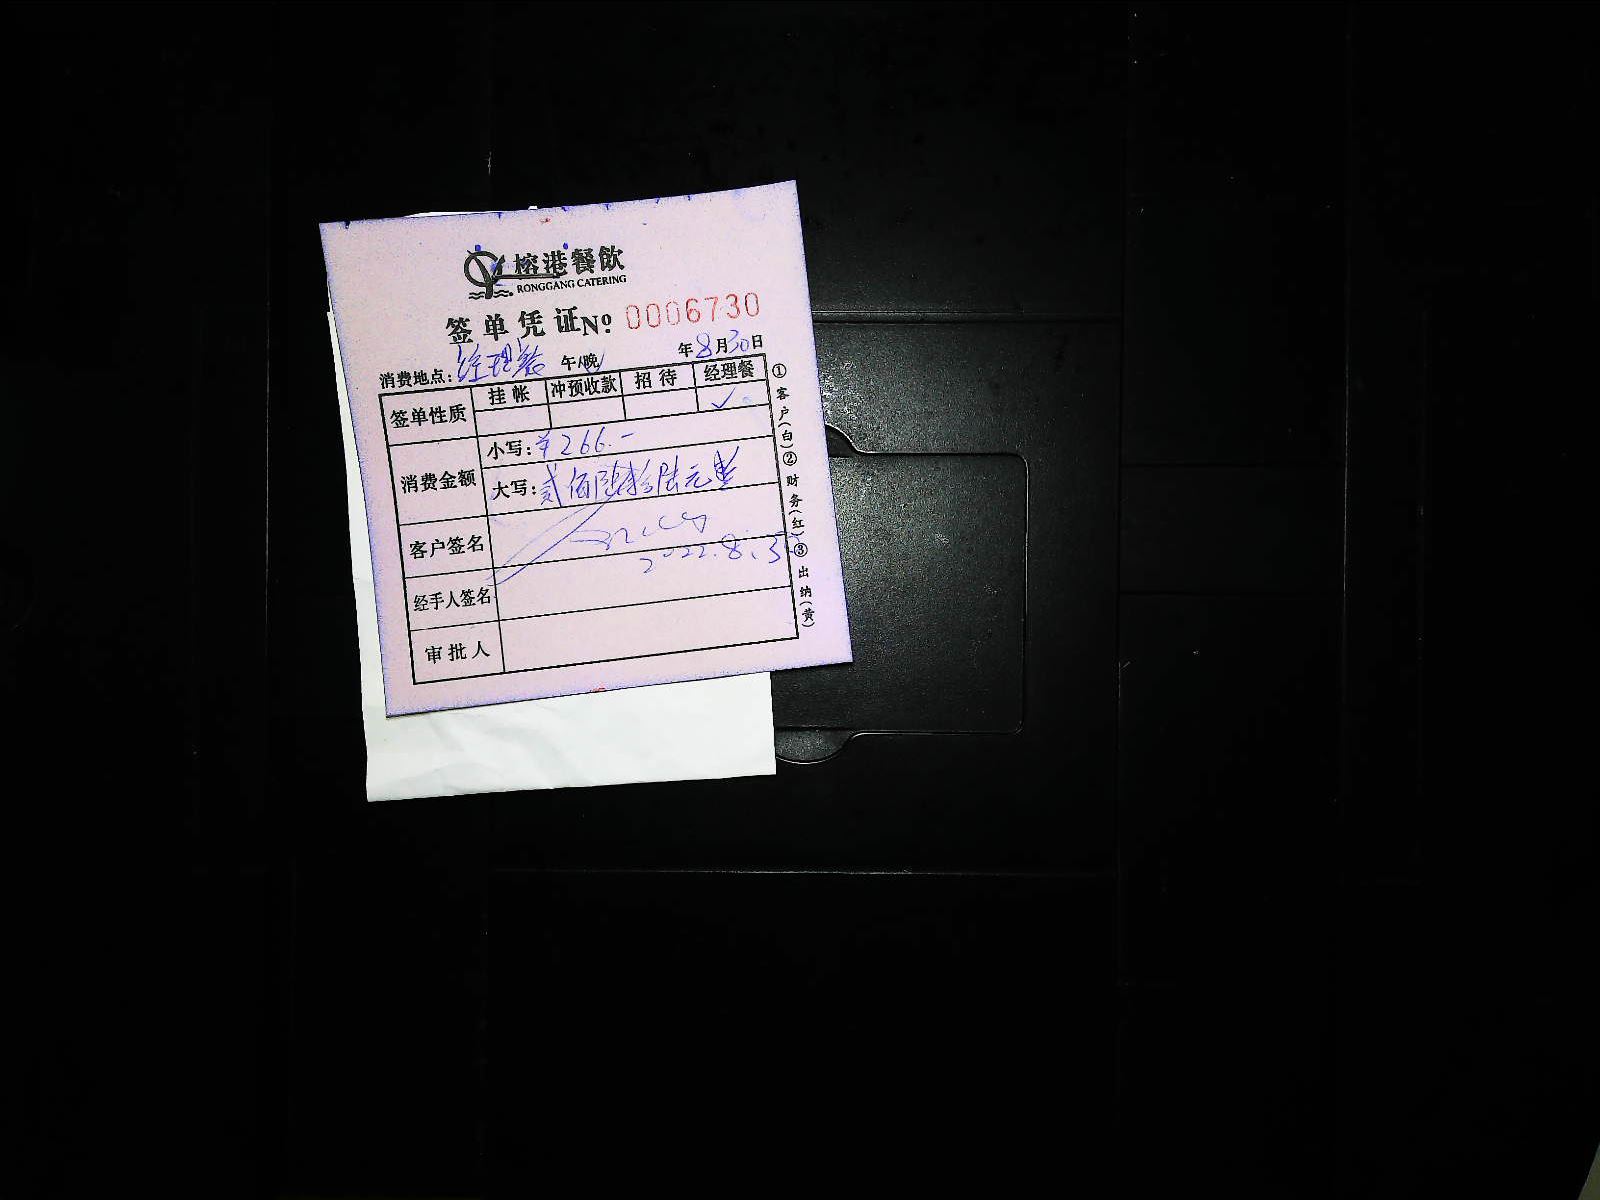 榕港餐飲
RONGGANG CATERING
签单凭证 Nº 0006730
消费地点: 经理餐 午/晚 年8月30日
签单性质 挂帐 冲预收款 招待 经理餐
✓
消费金额 小写: ¥266.-
大写: 贰佰陆拾陆元整
客户签名
2022.8.3
经手人签名
审批人
①客户(白)②财务(红)③出纳(黄)